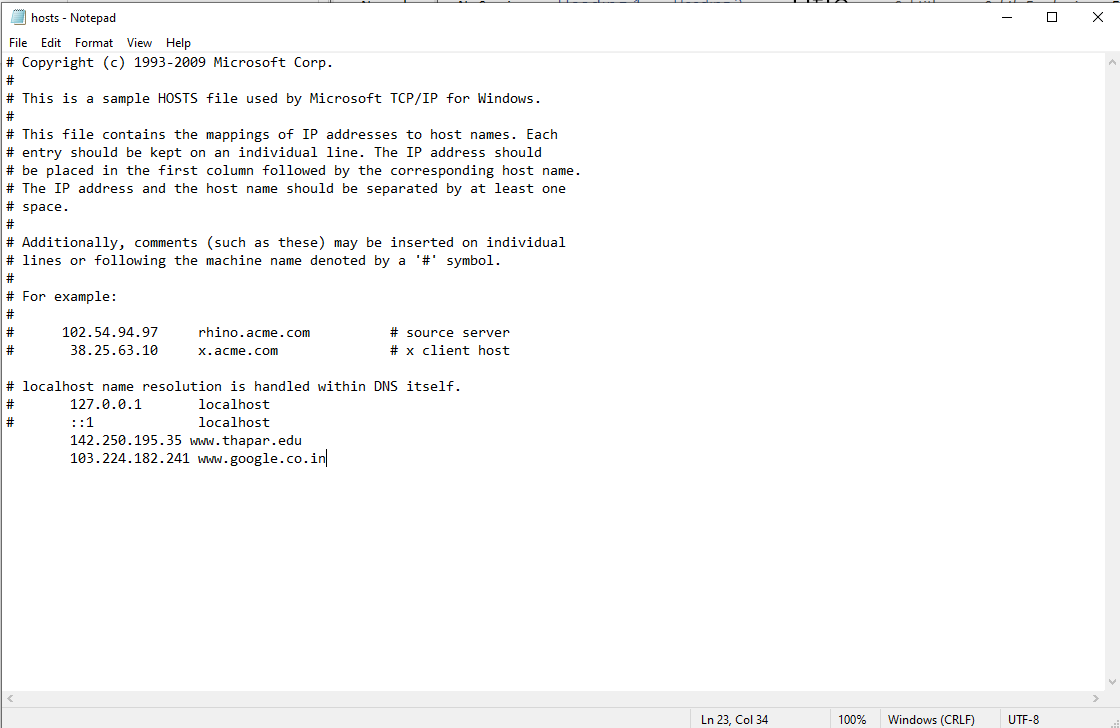 hosts - Notepad
File Edit Format View Help
# Copyright (c) 1993-2009 Microsoft Corp.
#
# This is a sample HOSTS file used by Microsoft TCP/IP for Windows.
#
# This file contains the mappings of IP addresses to host names. Each
# entry should be kept on an individual line. The IP address should
# be placed in the first column followed by the corresponding host name.
# The IP address and the host name should be separated by at least one
# space.
#
# Additionally, comments (such as these) may be inserted on individual
# lines or following the machine name denoted by a '#' symbol.
#
# For example:
#
#      102.54.94.97     rhino.acme.com          # source server
#       38.25.63.10     x.acme.com              # x client host

# localhost name resolution is handled within DNS itself.
#       127.0.0.1       localhost
#       ::1             localhost
        142.250.195.35 www.thapar.edu
        103.224.182.241 www.google.co.in
Ln 23, Col 34 100% Windows (CRLF) UTF-8